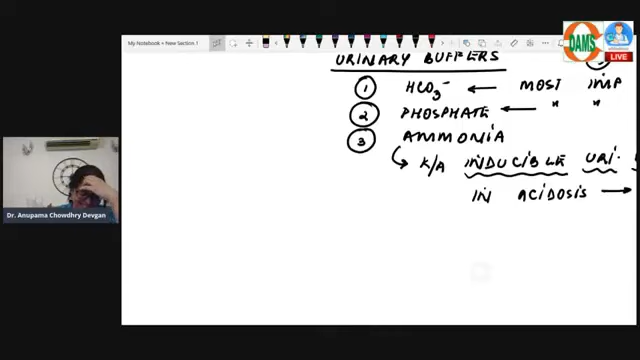 My Notebook » New Section 1
DAMS
LIVE
URINARY BUFFERS
1 HCO3- ← MOST IMP
2 PHOSPHATE ← " "
3 AMMONIA
↳ K/A INDUCIBLE URI.
IN ACIDOSIS →
Dr. Anupama Chowdhry Devgan